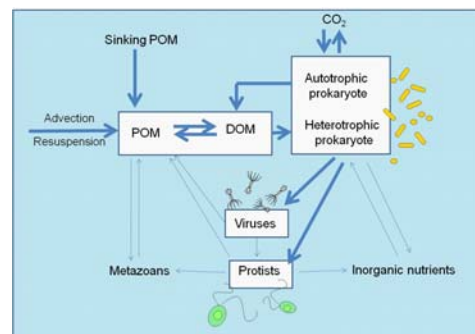 CO2
Sinking POM
Autotrophic
prokaryote
Advection
Resuspension
POM
DOM
Heterotrophic
prokaryote
Viruses
Metazoans
Protists
Inorganic nutrients